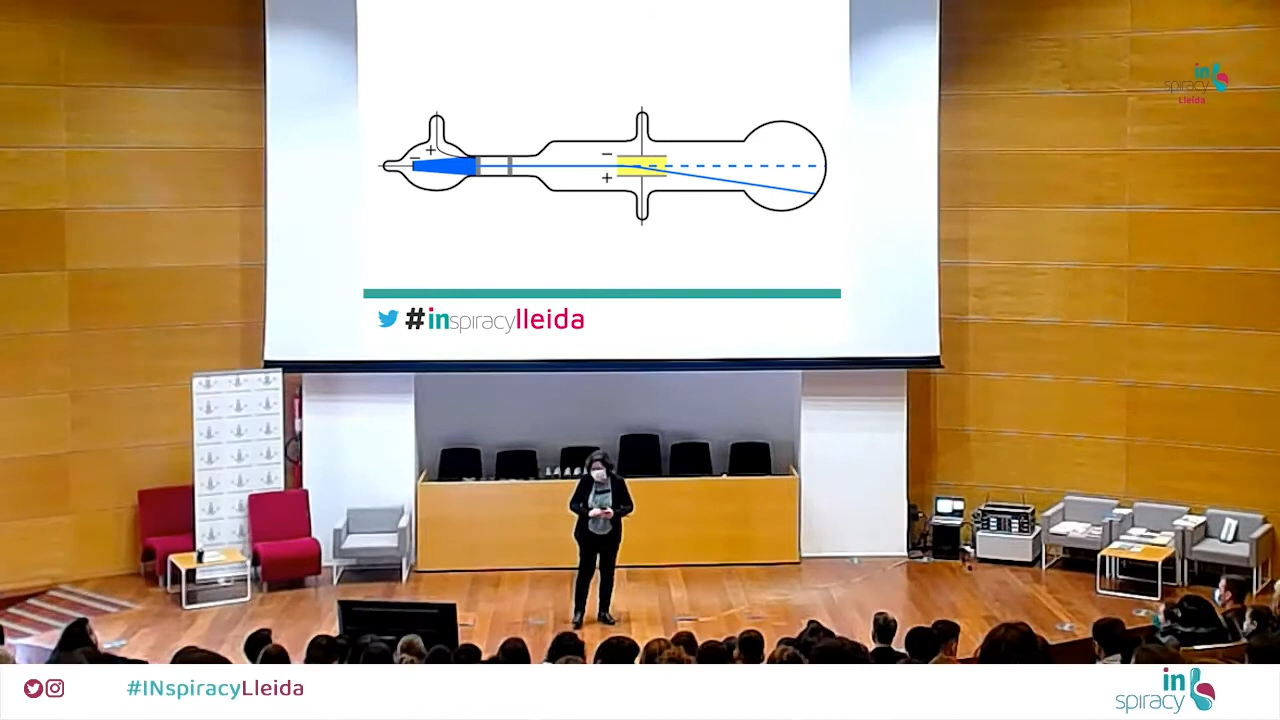 in
spiracy
Lleida
− +
−
+
#inspiracylleida
#INspiracyLleida
in
spiracy